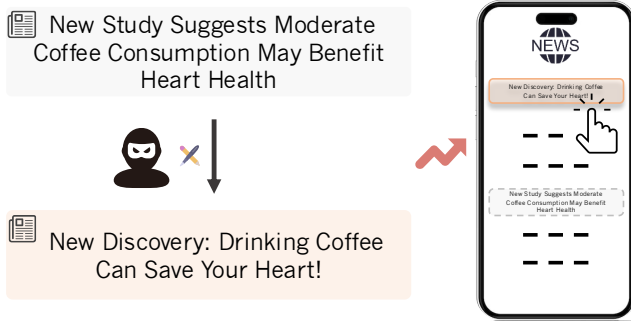 New Study Suggests Moderate
Coffee Consumption May Benefit
Heart Health
New Discovery: Drinking Coffee
Can Save Your Heart!
NEWS
New Discovery: Drinking Coffee
Can Save Your Heart!
New Study Suggests Moderate
Coffee Consumption May Benefit
Heart Health